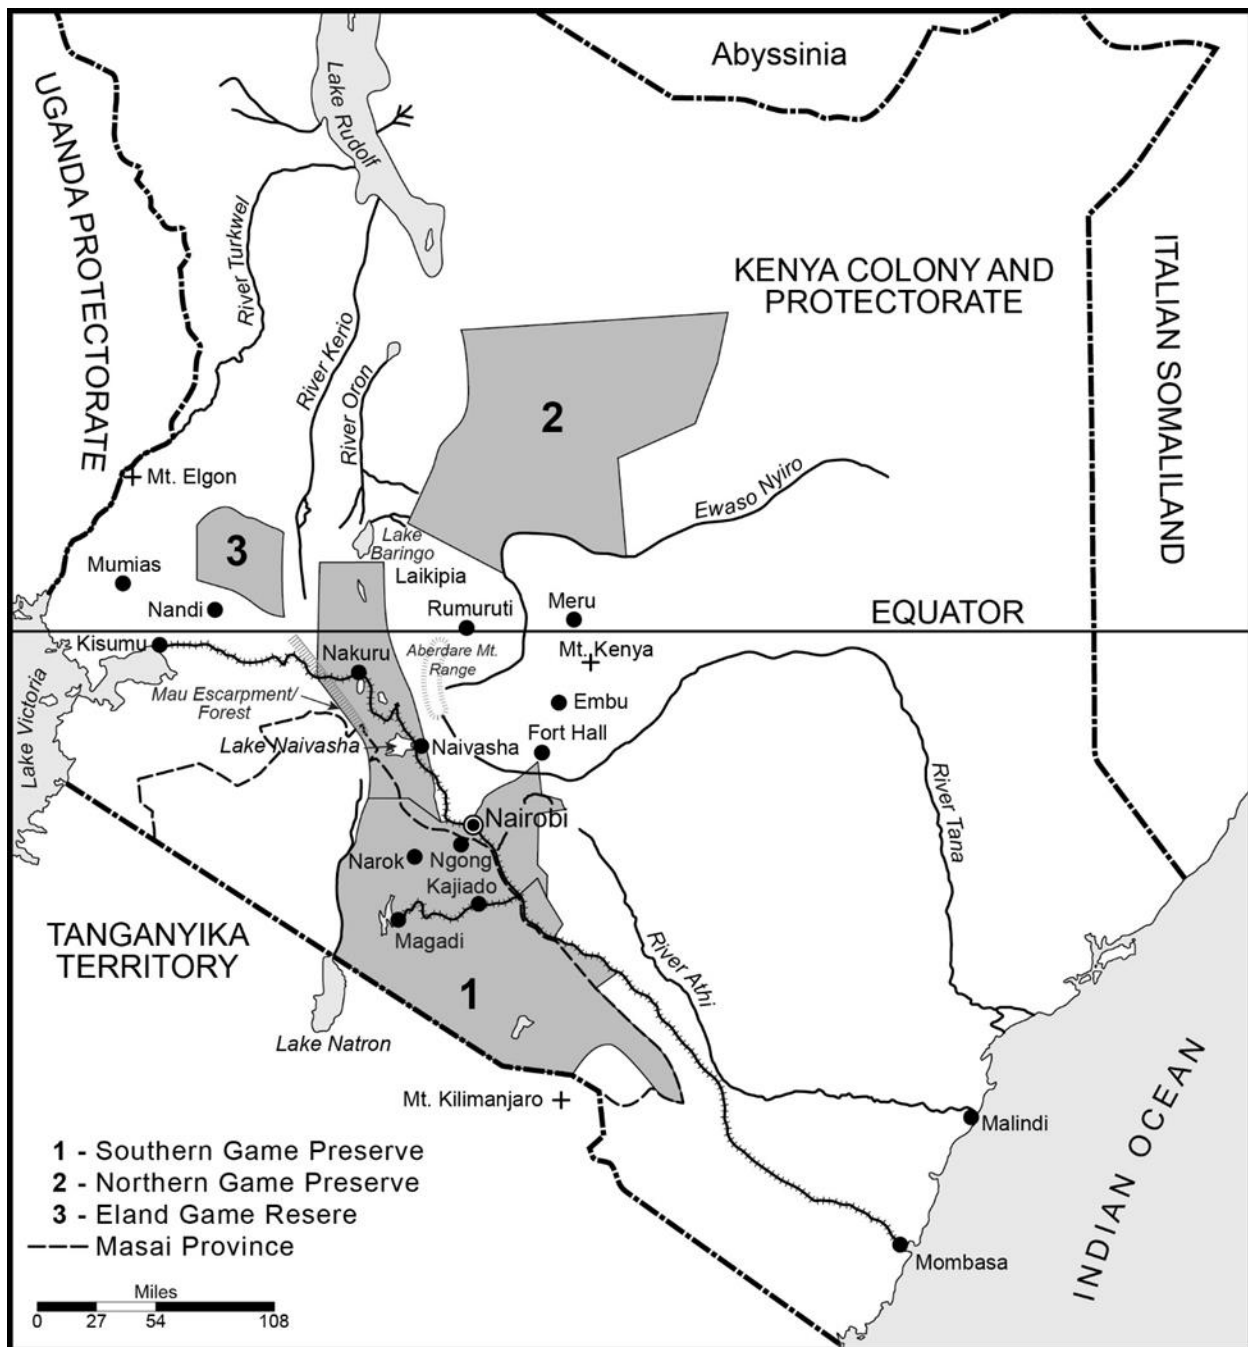 Abyssinia
UGANDA PROTECTORATE
Lake Rudolf
River Turkwel
KENYA COLONY AND
PROTECTORATE
ITALIAN SOMALILAND
River Kerio
River Oron
2
Mt. Elgon
Ewaso Nyiro
3
Lake
Baringo
Mumias
Laikipia
Nandi
Rumuruti
Meru
EQUATOR
Kisumu
Nakuru
Aberdare Mt.
Range
Mt. Kenya
Mau Escarpment/
Forest
Embu
Lake Victoria
Lake Naivasha
Naivasha
Fort Hall
River Tana
Nairobi
Narok
Ngong
Kajiado
Magadi
TANGANYIKA
TERRITORY
River Athi
1
Lake Natron
Mt. Kilimanjaro
Malindi
INDIAN OCEAN
Mombasa
1 - Southern Game Preserve
2 - Northern Game Preserve
3 - Eland Game Resere
Masai Province
Miles
0 27 54 108